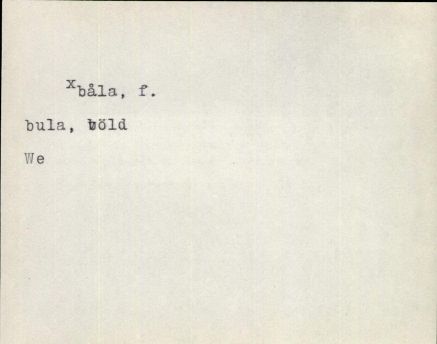 xbåla, f.
bula, böld
We